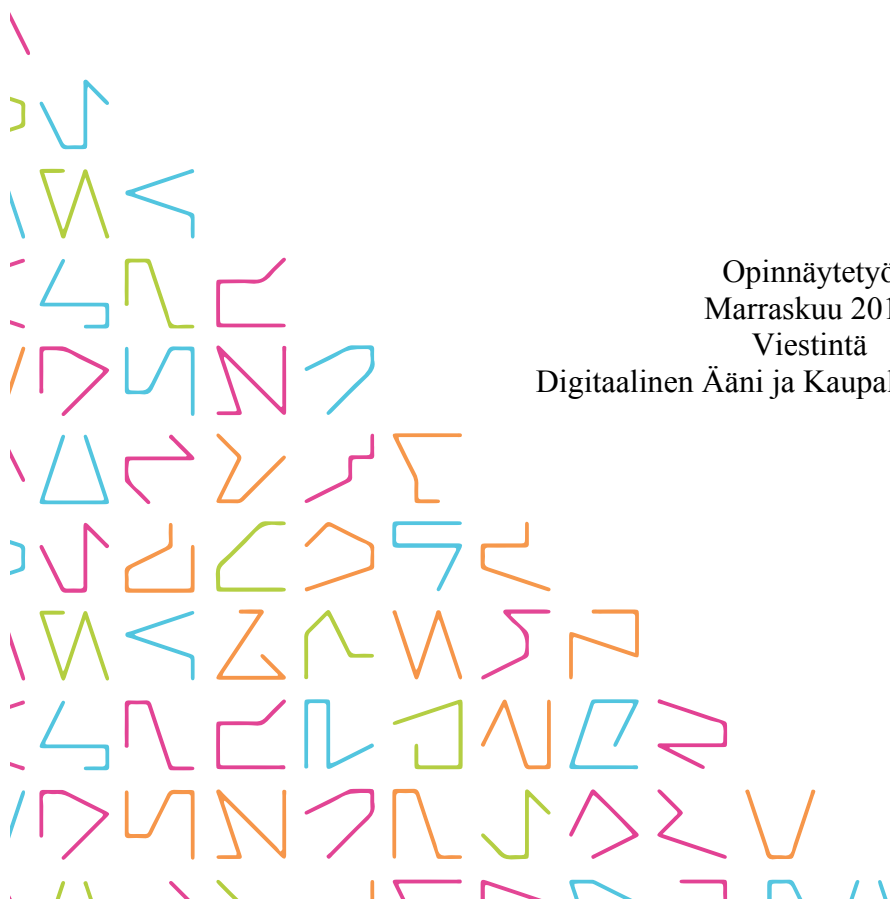 Opinnäytetyö
Marraskuu 201
Viestintä
Digitaalinen Ääni ja Kaupal